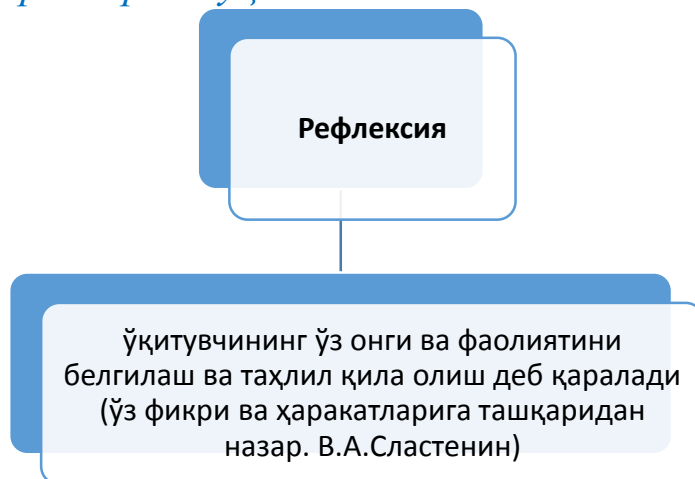 Рефлексия
ўқитувчининг ўз онги ва фаолиятини
белгилаш ва таҳлил қила олиш деб қаралади
(ўз фикри ва ҳаракатларига ташқаридан
назар. В.А.Сластенин)